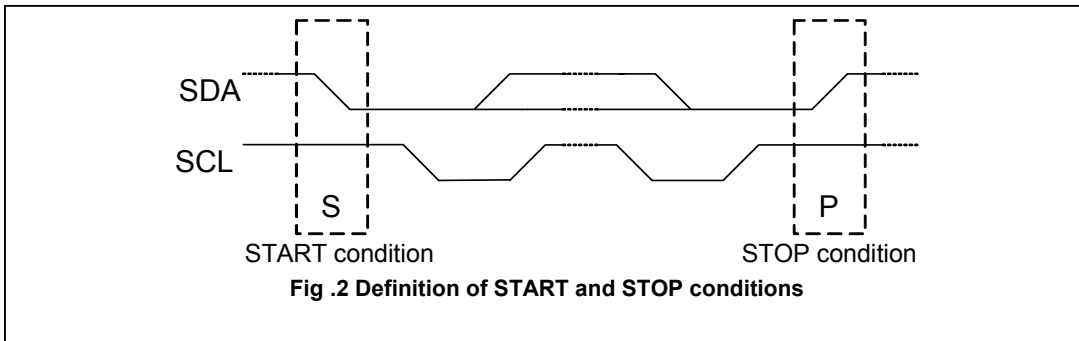 SDA
SCL
S
P
START condition
STOP condition
Fig .2 Definition of START and STOP conditions